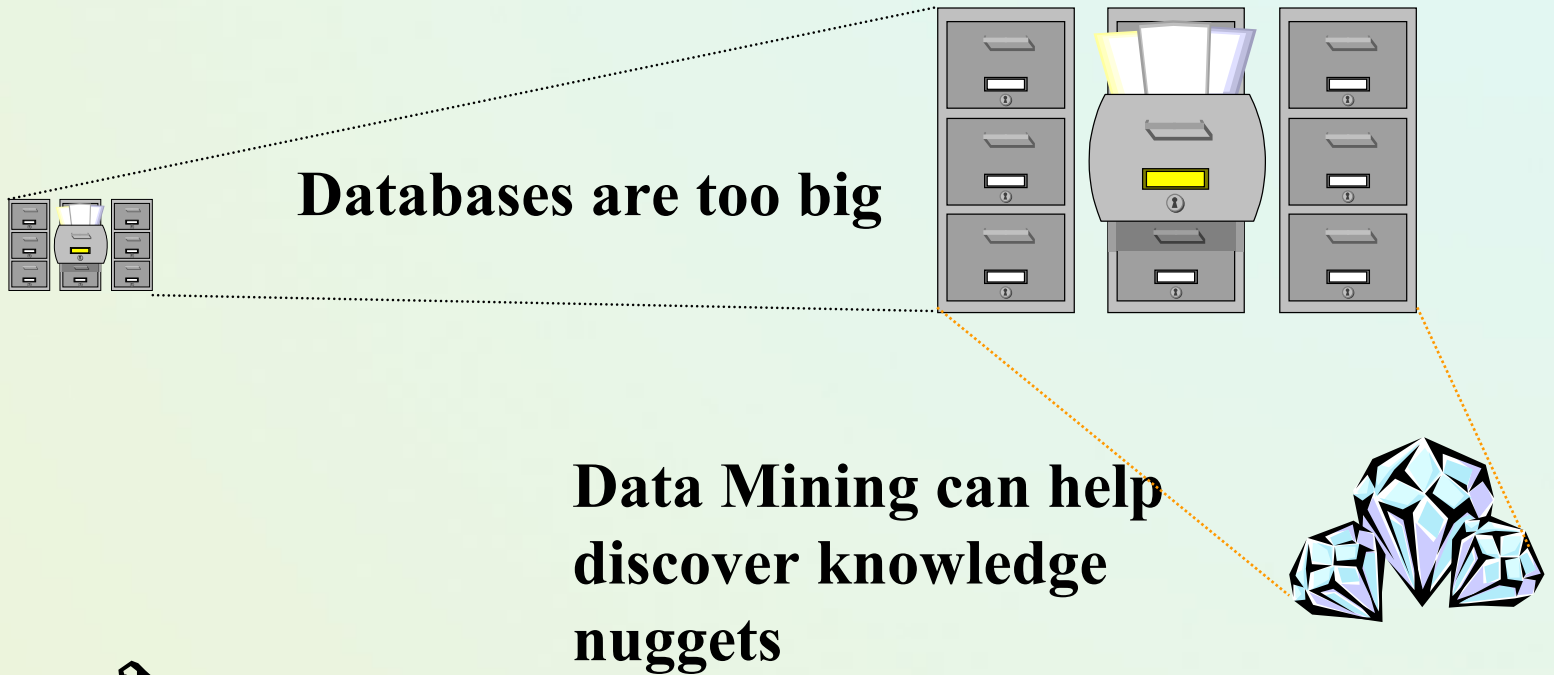 Databases are too big
Data Mining can help
discover knowledge
nuggets